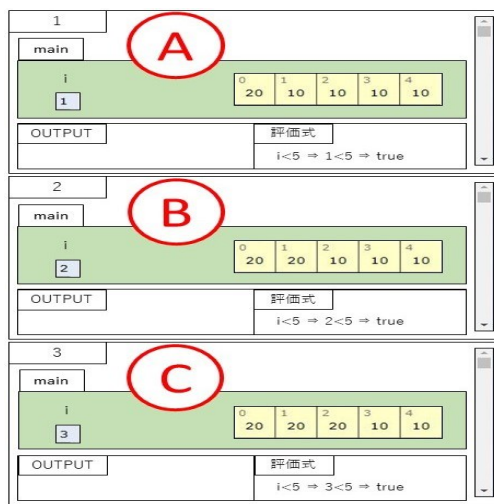 1
A
main
i
0 1 2 3 4
1 20 10 10 10 10
OUTPUT 評価式
i<5 ⇒ 1<5 ⇒ true
2
B
main
i
0 1 2 3 4
2 20 20 10 10 10
OUTPUT 評価式
i<5 ⇒ 2<5 ⇒ true
3
C
main
i
0 1 2 3 4
3 20 20 20 10 10
OUTPUT 評価式
i<5 ⇒ 3<5 ⇒ true